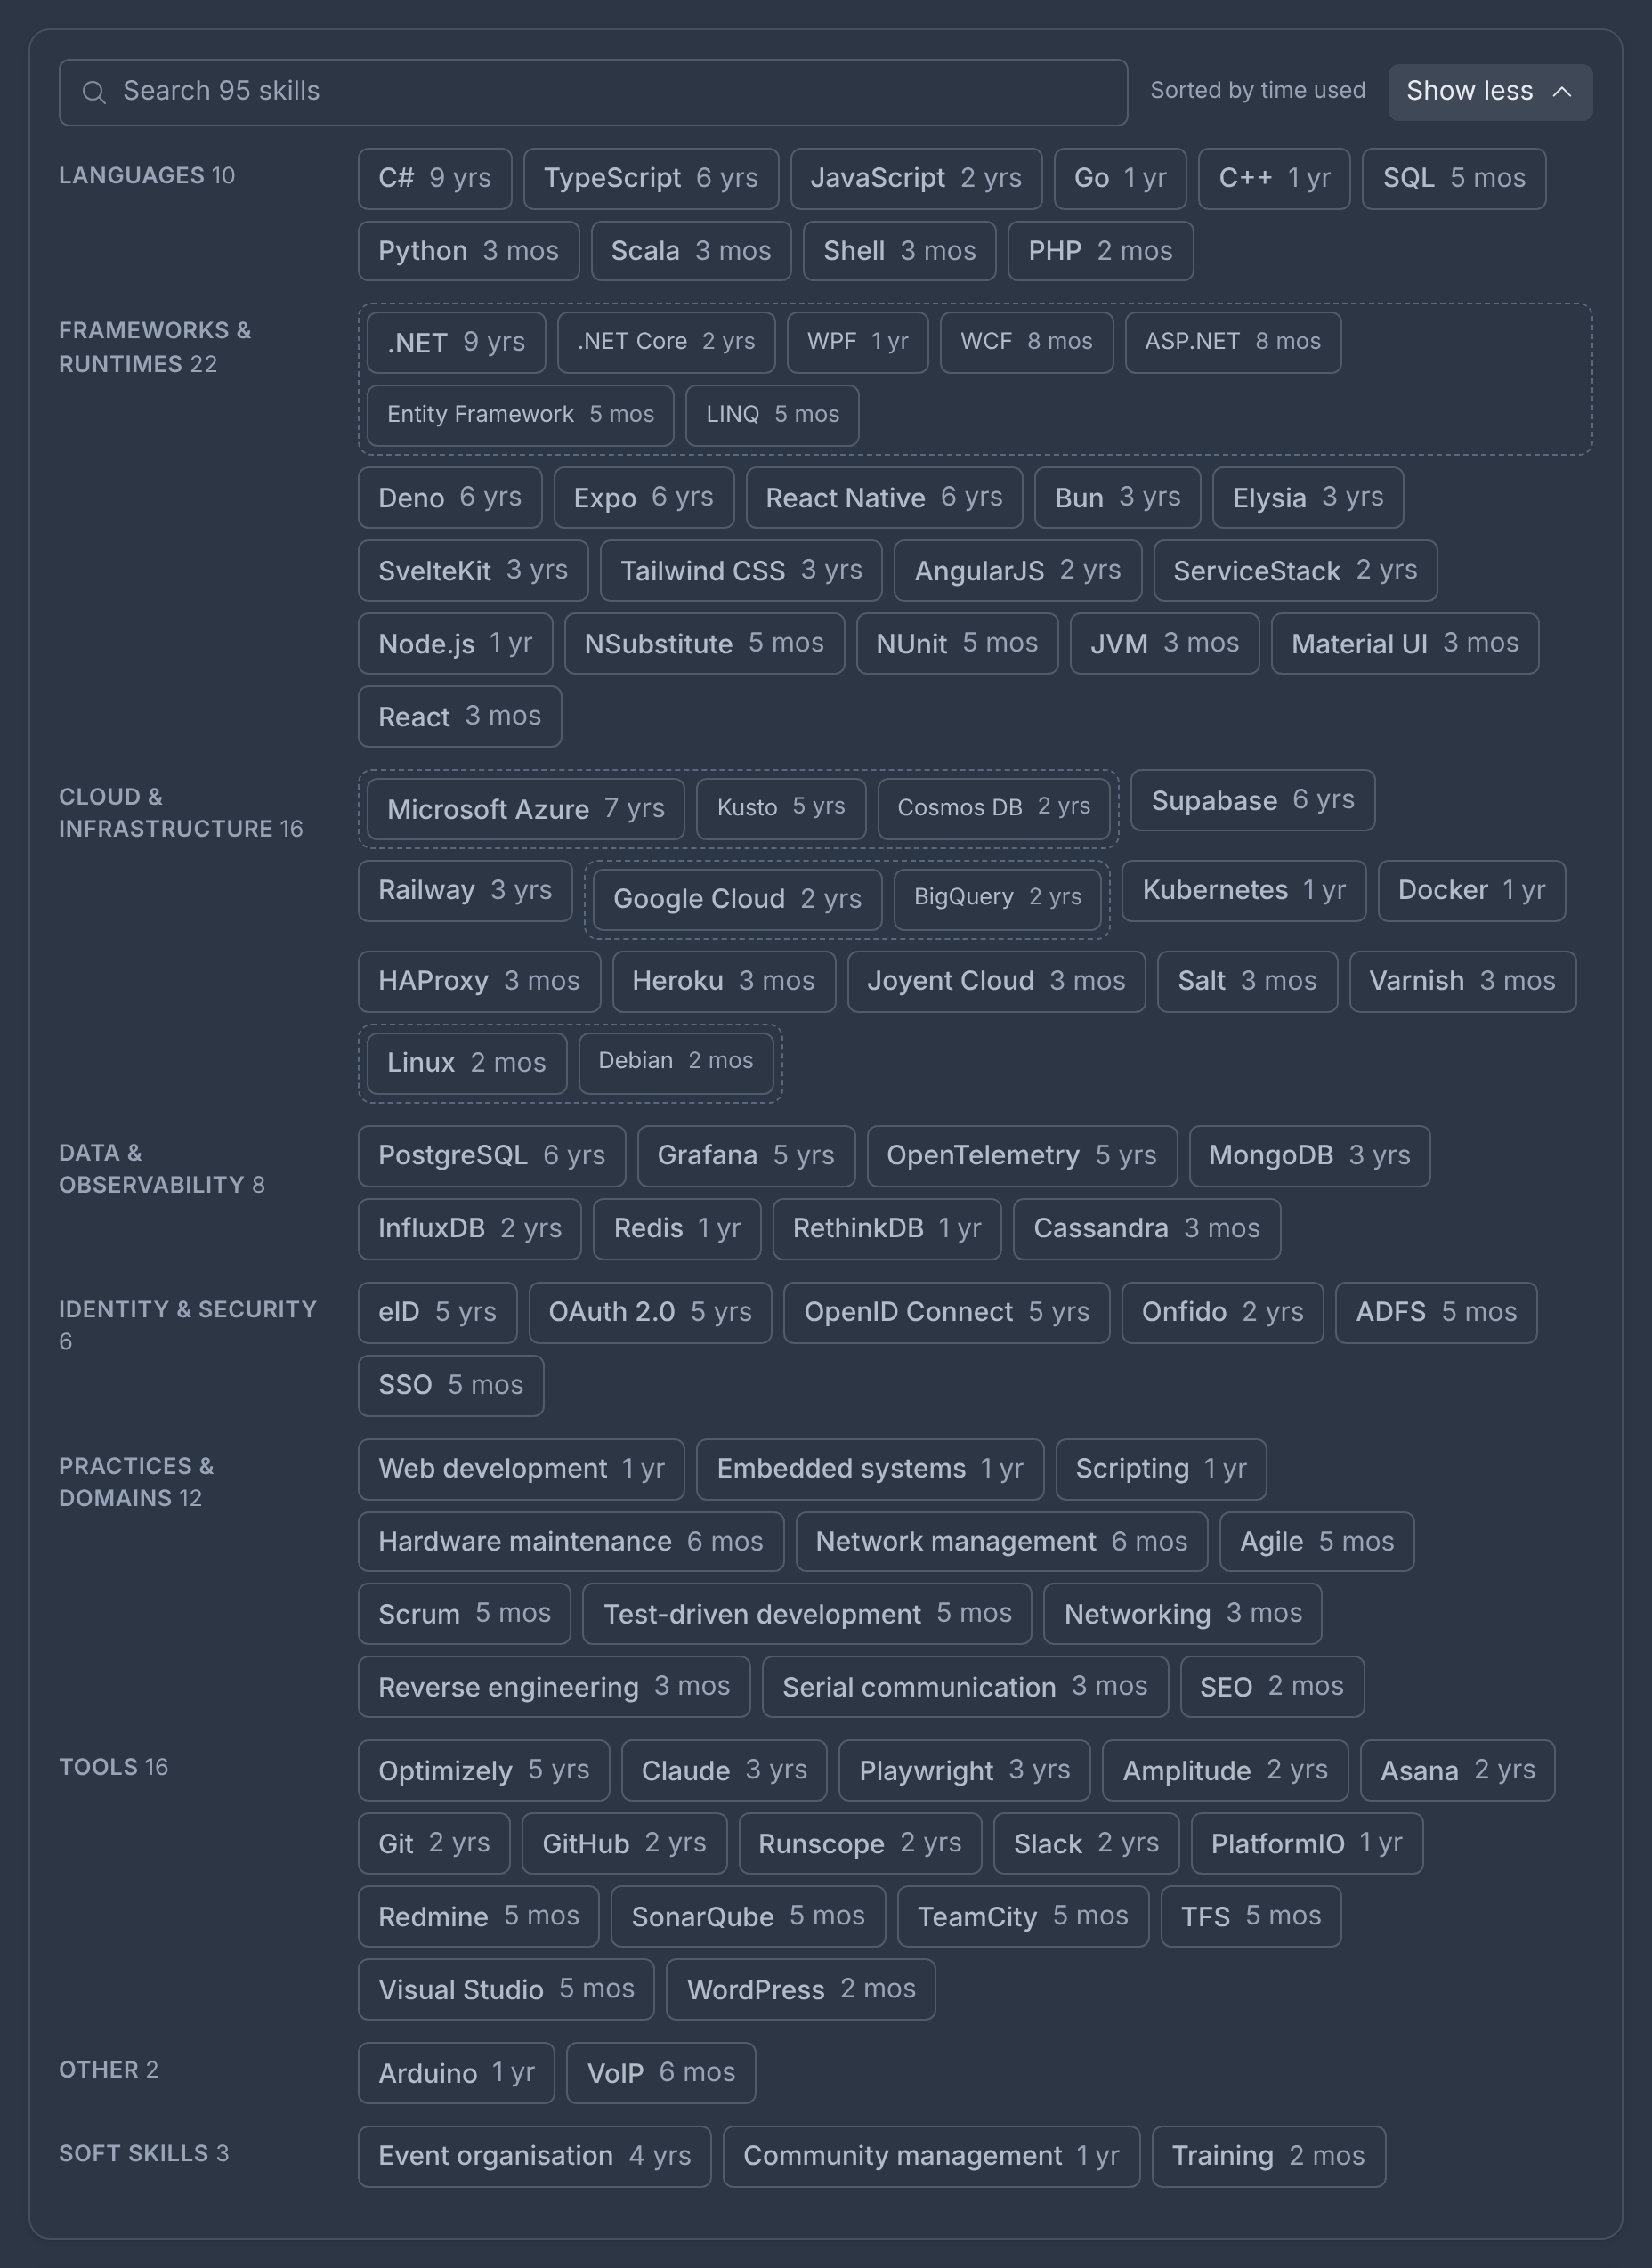 Search 95 skills Sorted by time used Show less
LANGUAGES 10
C# 9 yrs TypeScript 6 yrs JavaScript 2 yrs Go 1 yr C++ 1 yr SQL 5 mos
Python 3 mos Scala 3 mos Shell 3 mos PHP 2 mos
FRAMEWORKS &
RUNTIMES 22
.NET 9 yrs .NET Core 2 yrs WPF 1 yr WCF 8 mos ASP.NET 8 mos
Entity Framework 5 mos LINQ 5 mos
Deno 6 yrs Expo 6 yrs React Native 6 yrs Bun 3 yrs Elysia 3 yrs
SvelteKit 3 yrs Tailwind CSS 3 yrs AngularJS 2 yrs ServiceStack 2 yrs
Node.js 1 yr NSubstitute 5 mos NUnit 5 mos JVM 3 mos Material UI 3 mos
React 3 mos
CLOUD &
INFRASTRUCTURE 16
Microsoft Azure 7 yrs Kusto 5 yrs Cosmos DB 2 yrs Supabase 6 yrs
Railway 3 yrs Google Cloud 2 yrs BigQuery 2 yrs Kubernetes 1 yr Docker 1 yr
HAProxy 3 mos Heroku 3 mos Joyent Cloud 3 mos Salt 3 mos Varnish 3 mos
Linux 2 mos Debian 2 mos
DATA &
OBSERVABILITY 8
PostgreSQL 6 yrs Grafana 5 yrs OpenTelemetry 5 yrs MongoDB 3 yrs
InfluxDB 2 yrs Redis 1 yr RethinkDB 1 yr Cassandra 3 mos
IDENTITY & SECURITY
6
eID 5 yrs OAuth 2.0 5 yrs OpenID Connect 5 yrs Onfido 2 yrs ADFS 5 mos
SSO 5 mos
PRACTICES &
DOMAINS 12
Web development 1 yr Embedded systems 1 yr Scripting 1 yr
Hardware maintenance 6 mos Network management 6 mos Agile 5 mos
Scrum 5 mos Test-driven development 5 mos Networking 3 mos
Reverse engineering 3 mos Serial communication 3 mos SEO 2 mos
TOOLS 16
Optimizely 5 yrs Claude 3 yrs Playwright 3 yrs Amplitude 2 yrs Asana 2 yrs
Git 2 yrs GitHub 2 yrs Runscope 2 yrs Slack 2 yrs PlatformIO 1 yr
Redmine 5 mos SonarQube 5 mos TeamCity 5 mos TFS 5 mos
Visual Studio 5 mos WordPress 2 mos
OTHER 2
Arduino 1 yr VoIP 6 mos
SOFT SKILLS 3
Event organisation 4 yrs Community management 1 yr Training 2 mos